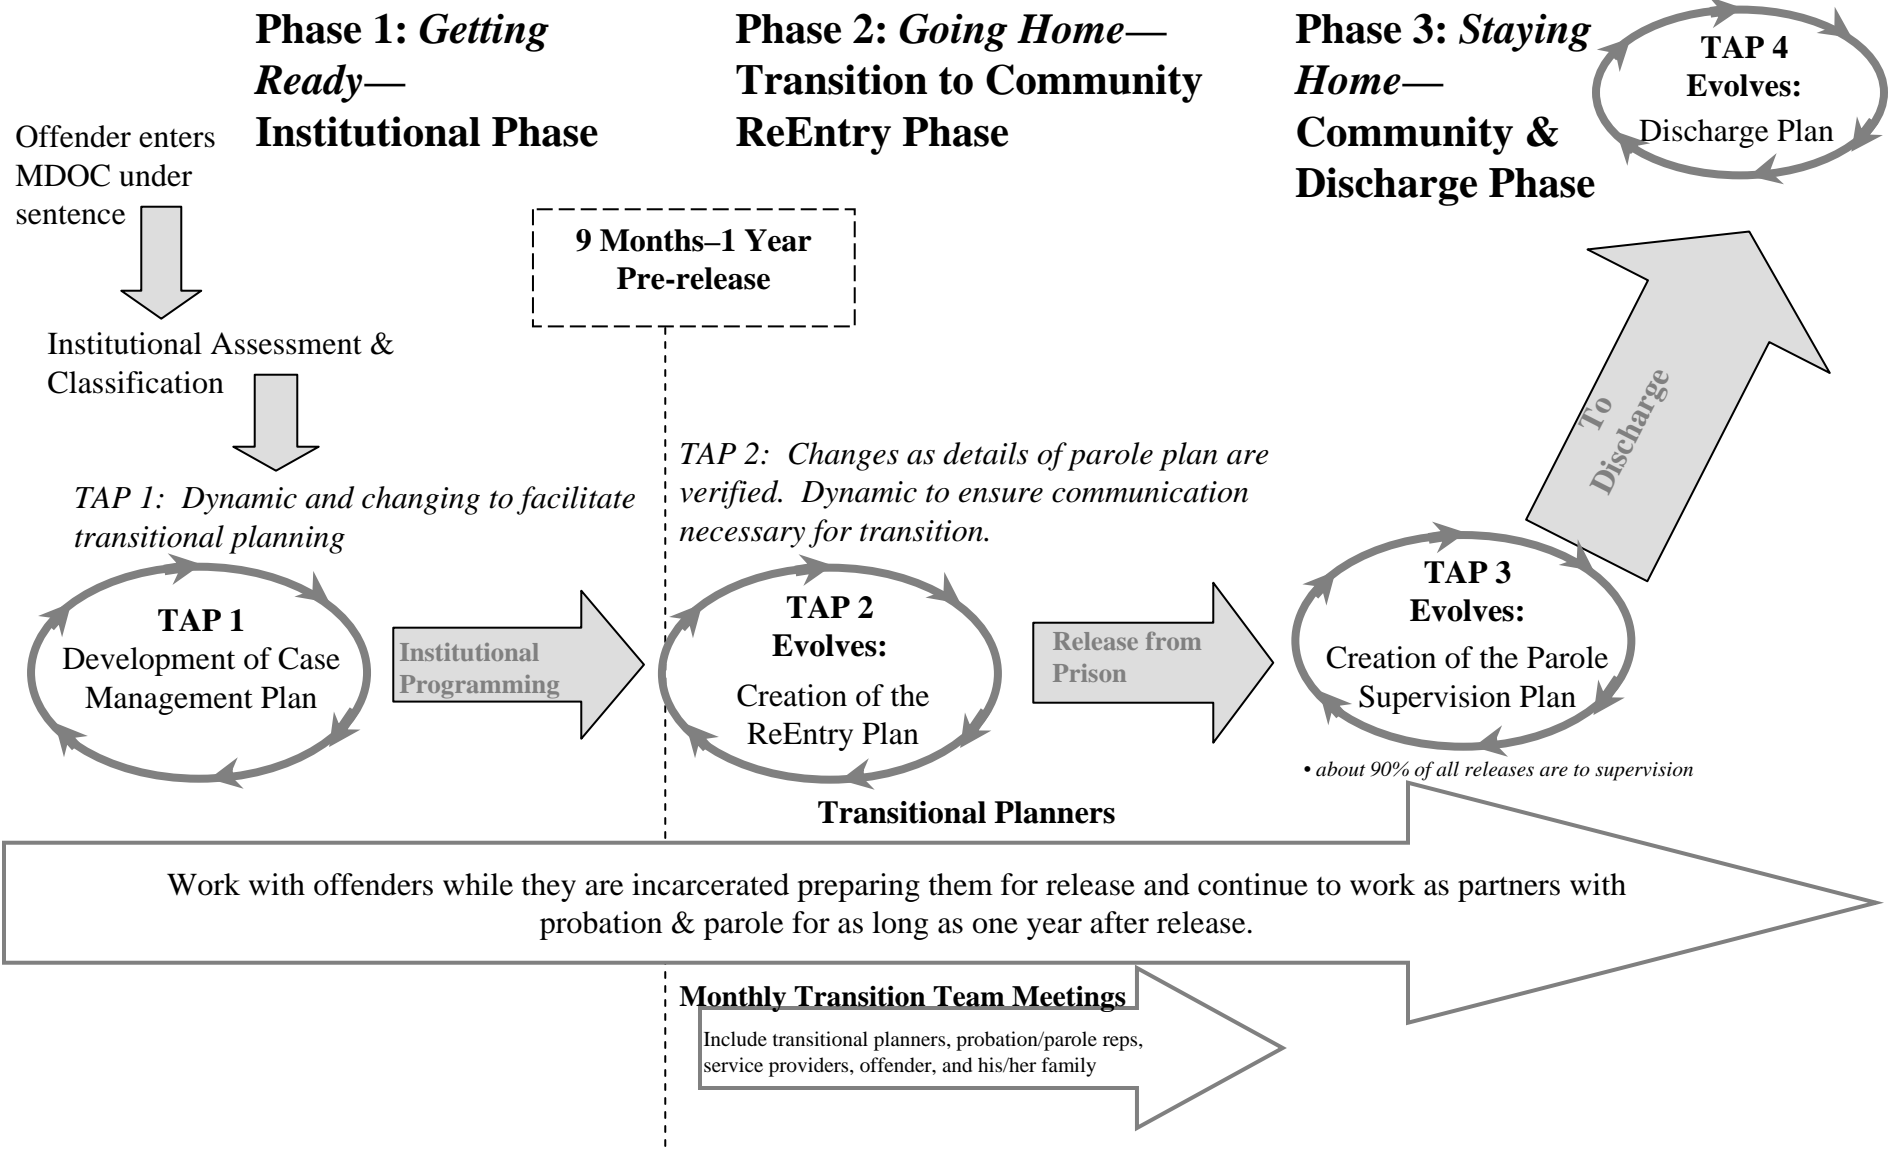 Phase 1: Getting
Ready—
Institutional Phase
Phase 2: Going Home—
Transition to Community
ReEntry Phase
Phase 3: Staying
Home—
Community &
Discharge Phase
TAP 4
Evolves:
Discharge Plan
Offender enters
MDOC under
sentence
9 Months–1 Year
Pre-release
Institutional Assessment &
Classification
To
Discharge
TAP 1:  Dynamic and changing to facilitate
transitional planning
TAP 2:  Changes as details of parole plan are
verified.  Dynamic to ensure communication
necessary for transition.
TAP 1
Development of Case
Management Plan
Institutional
Programming
TAP 2
Evolves:
Creation of the
ReEntry Plan
Release from
Prison
TAP 3
Evolves:
Creation of the Parole
Supervision Plan
• about 90% of all releases are to supervision
Transitional Planners
Work with offenders while they are incarcerated preparing them for release and continue to work as partners with
probation & parole for as long as one year after release.
Monthly Transition Team Meetings
Include transitional planners, probation/parole reps,
service providers, offender, and his/her family